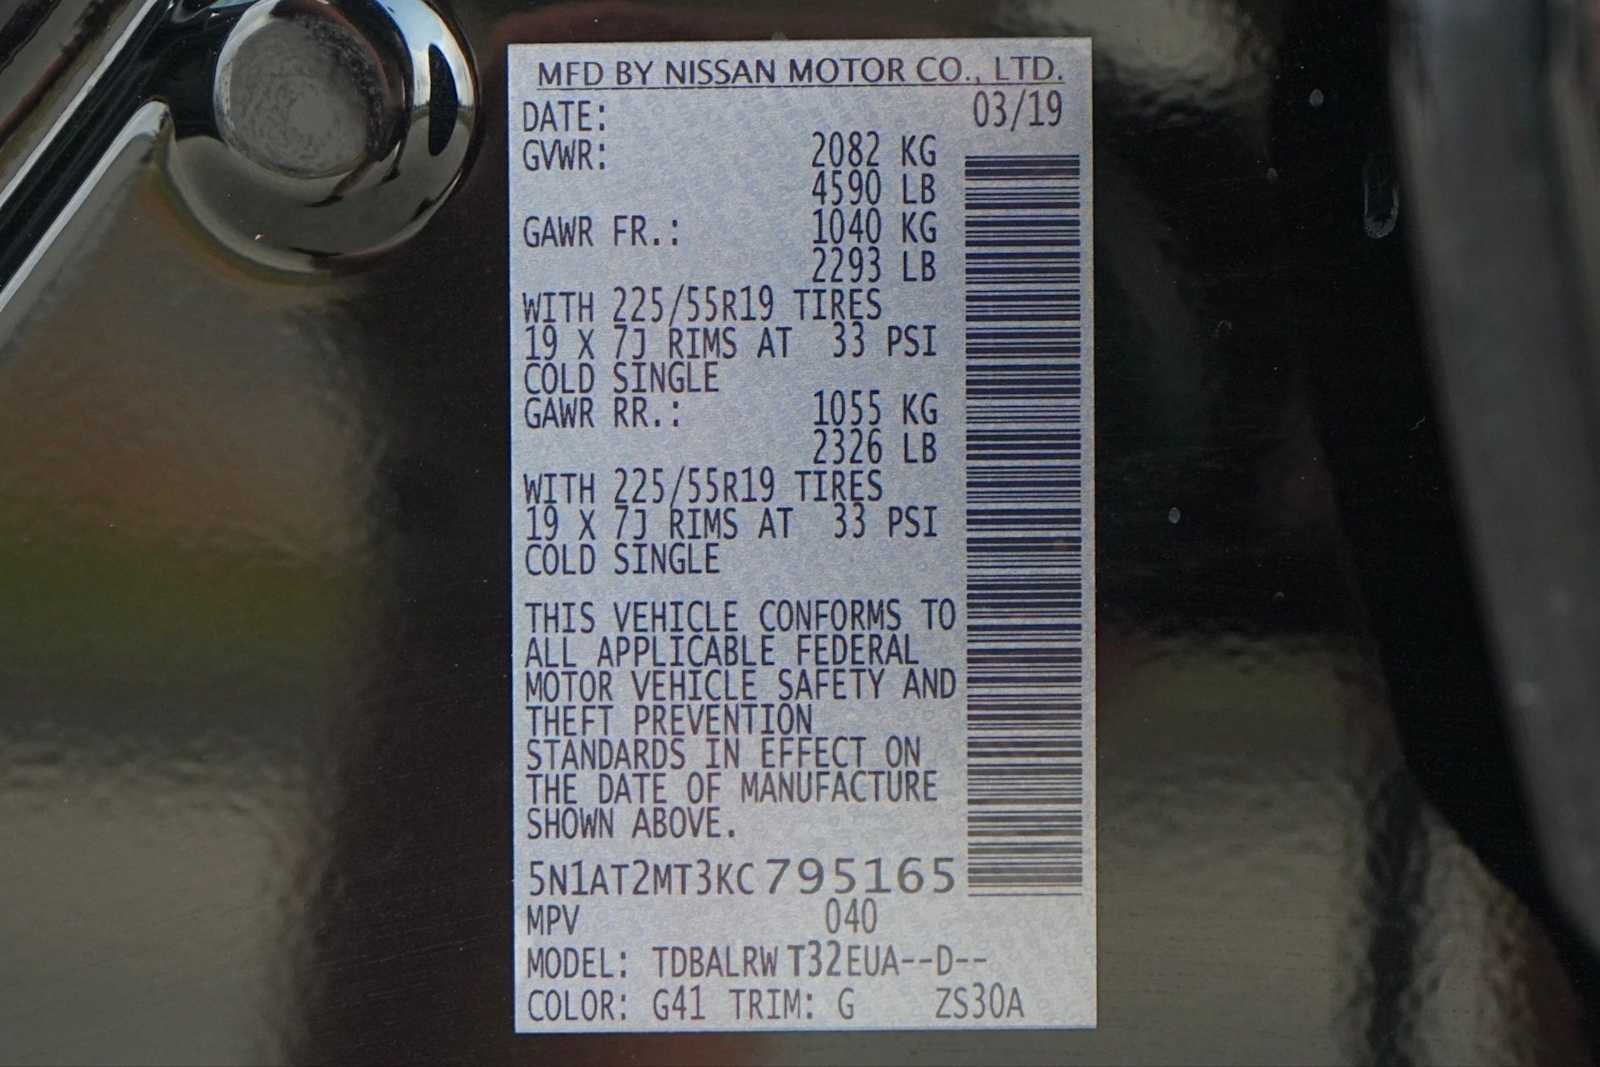 MFD BY NISSAN MOTOR CO., LTD.
DATE: 03/19
GVWR: 2082 KG
4590 LB
GAWR FR.: 1040 KG
2293 LB
WITH 225/55R19 TIRES
19 X 7J RIMS AT 33 PSI
COLD SINGLE
GAWR RR.: 1055 KG
2326 LB
WITH 225/55R19 TIRES
19 X 7J RIMS AT 33 PSI
COLD SINGLE
THIS VEHICLE CONFORMS TO
ALL APPLICABLE FEDERAL
MOTOR VEHICLE SAFETY AND
THEFT PREVENTION
STANDARDS IN EFFECT ON
THE DATE OF MANUFACTURE
SHOWN ABOVE.
5N1AT2MT3KC795165
MPV 040
MODEL: TDBALRW T32EUA--D--
COLOR: G41 TRIM: G ZS30A